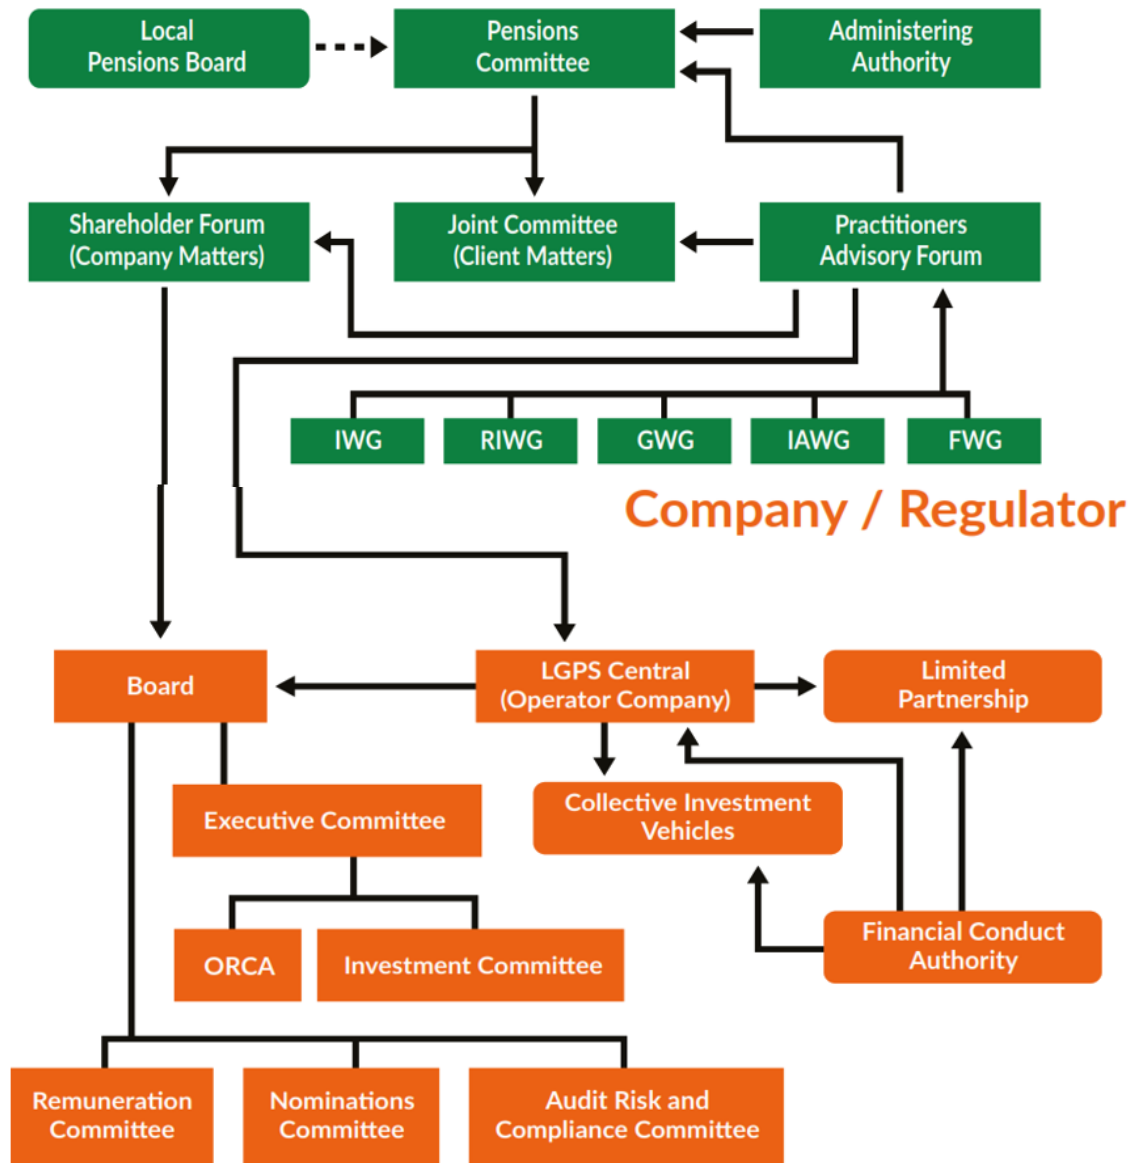 Local
Pensions Board
Pensions
Committee
Administering
Authority
Shareholder Forum
(Company Matters)
Joint Committee
(Client Matters)
Practitioners
Advisory Forum
IWG
RIWG
GWG
IAWG
FWG
Company / Regulator
Board
LGPS Central
(Operator Company)
Limited
Partnership
Executive Committee
Collective Investment
Vehicles
ORCA
Investment Committee
Financial Conduct
Authority
Remuneration
Committee
Nominations
Committee
Audit Risk and
Compliance Committee